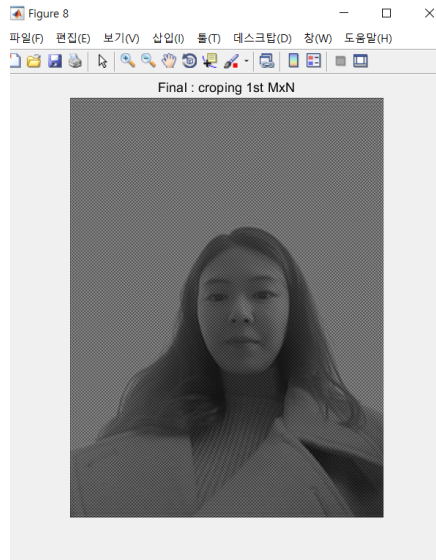 Figure 8
파일(F) 편집(E) 보기(V) 삽입(I) 툴(T) 데스크탑(D) 창(W) 도움말(H)
Final : croping 1st MxN